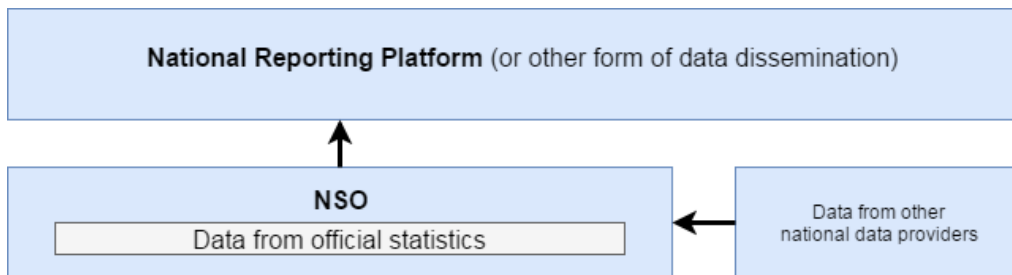 National Reporting Platform (or other form of data dissemination)
NSO
Data from official statistics
Data from other
national data providers